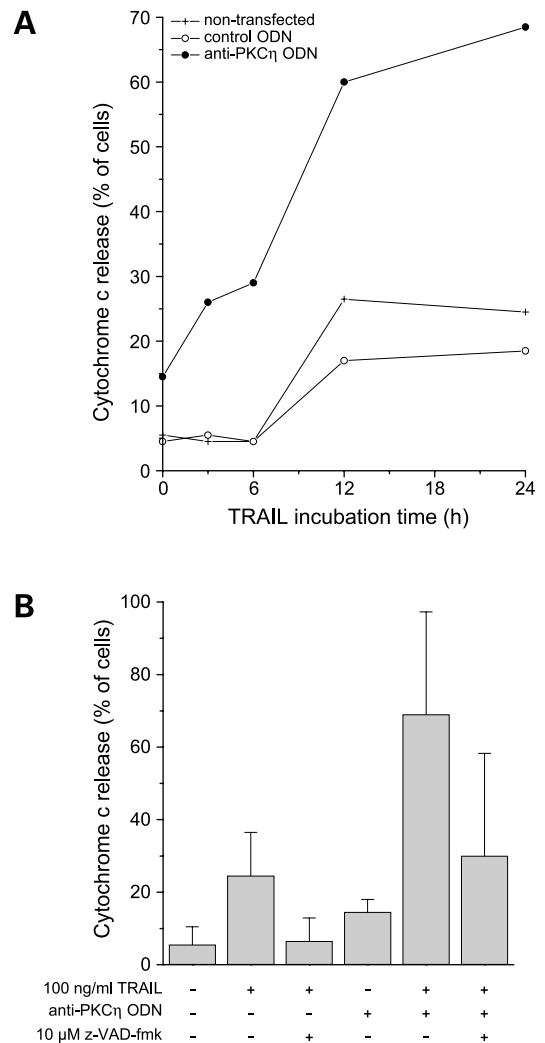 A
non-transfected
control ODN
anti-PKCη ODN
70
60
50
40
30
20
10
0
Cytochrome c release (% of cells)
0 6 12 18 24
TRAIL incubation time (h)
B
100
80
60
40
20
0
Cytochrome c release (% of cells)
100 ng/ml TRAIL - + + - + +
anti-PKCη ODN - - - + + +
10 µM z-VAD-fmk - - + - - +